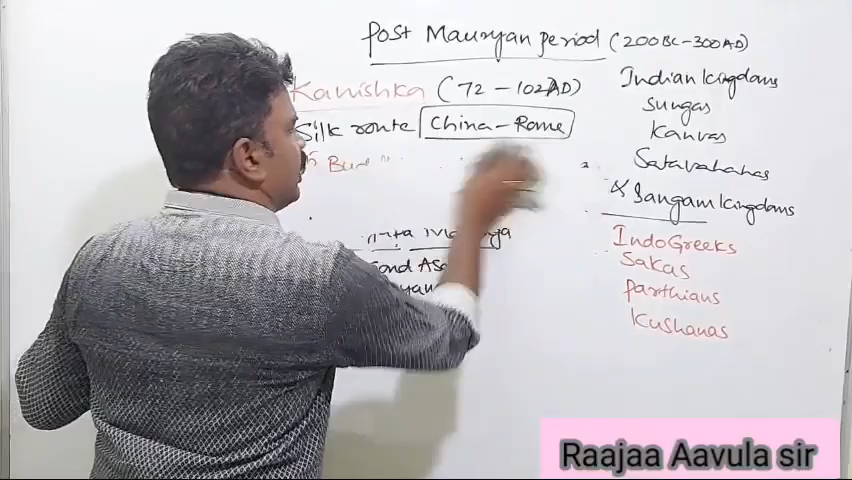 Post Mauryan period (200BC-300AD)
Kanishka (72-102AD)
Silk route China-Rome
Indian kingdoms
Sungas
Kanvas
Satavahanas
& Sangam kingdoms
IndoGreeks
Sakas
Parthians
Kushanas
Raajaa Aavula sir